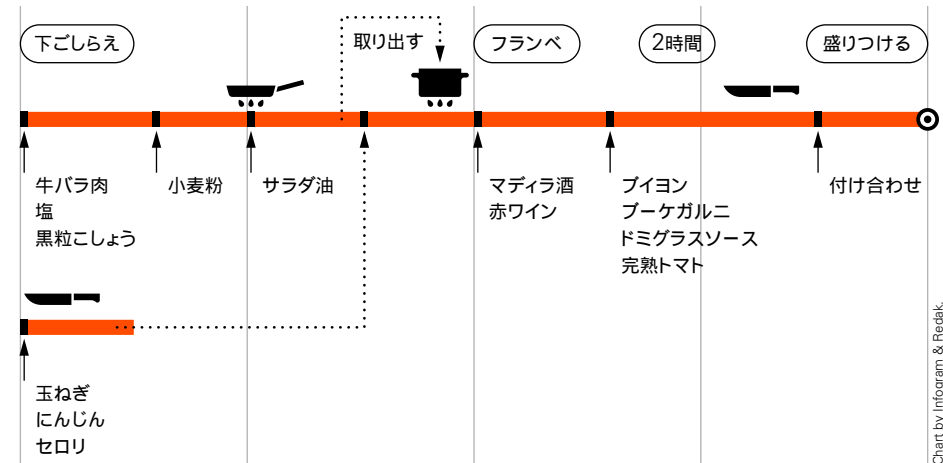 下ごしらえ
取り出す
フランベ
2時間
盛りつける
牛バラ肉
塩
黒粒こしょう
小麦粉
サラダ油
マディラ酒
赤ワイン
ブイヨン
ブーケガルニ
ドミグラスソース
完熟トマト
付け合わせ
玉ねぎ
にんじん
セロリ
Chart by Infogram & Redak.